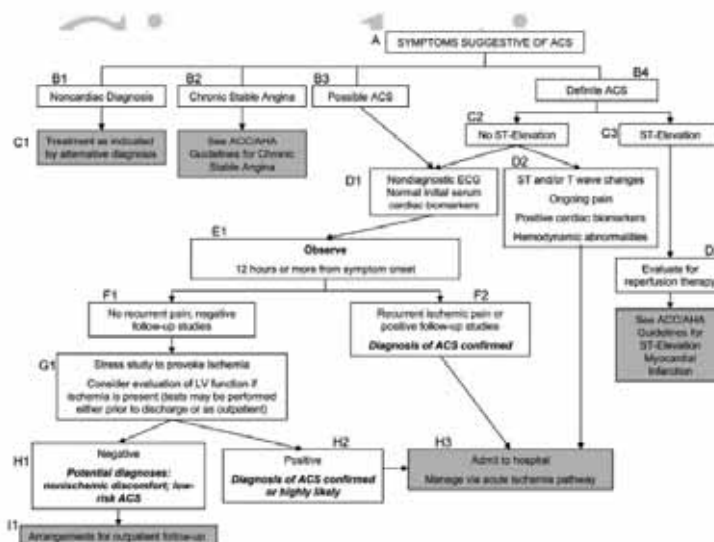 A
SYMPTOMS SUGGESTIVE OF ACS
B1
B2
B3
B4
Noncardiac Diagnosis
Chronic Stable Angina
Possible ACS
Definite ACS
C1
C2
C3
Treatment as indicated
by alternative diagnosis
See ACC/AHA
Guidelines for Chronic
Stable Angina
No ST-Elevation
ST-Elevation
D1
Nondiagnostic ECG
Normal initial serum
cardiac biomarkers
D2
ST and/or T wave changes
Ongoing pain
Positive cardiac biomarkers
Hemodynamic abnormalities
E1
Observe
12 hours or more from symptom onset
D
Evaluate for
reperfusion therapy
F1
No recurrent pain, negative
follow-up studies
F2
Recurrent ischemic pain or
positive follow-up studies
Diagnosis of ACS confirmed
See ACC/AHA
Guidelines for
ST-Elevation
Myocardial
Infarction
G1
Stress study to provoke ischemia
Consider evaluation of LV function if
ischemia is present (tests may be performed
either prior to discharge or as outpatient)
H1
Negative
Potential diagnoses:
nonischemic discomfort; low-
risk ACS
H2
Positive
Diagnosis of ACS confirmed
or highly likely
H3
Admit to hospital
Manage via acute ischemia pathway
I1
Arrangements for outpatient follow-up